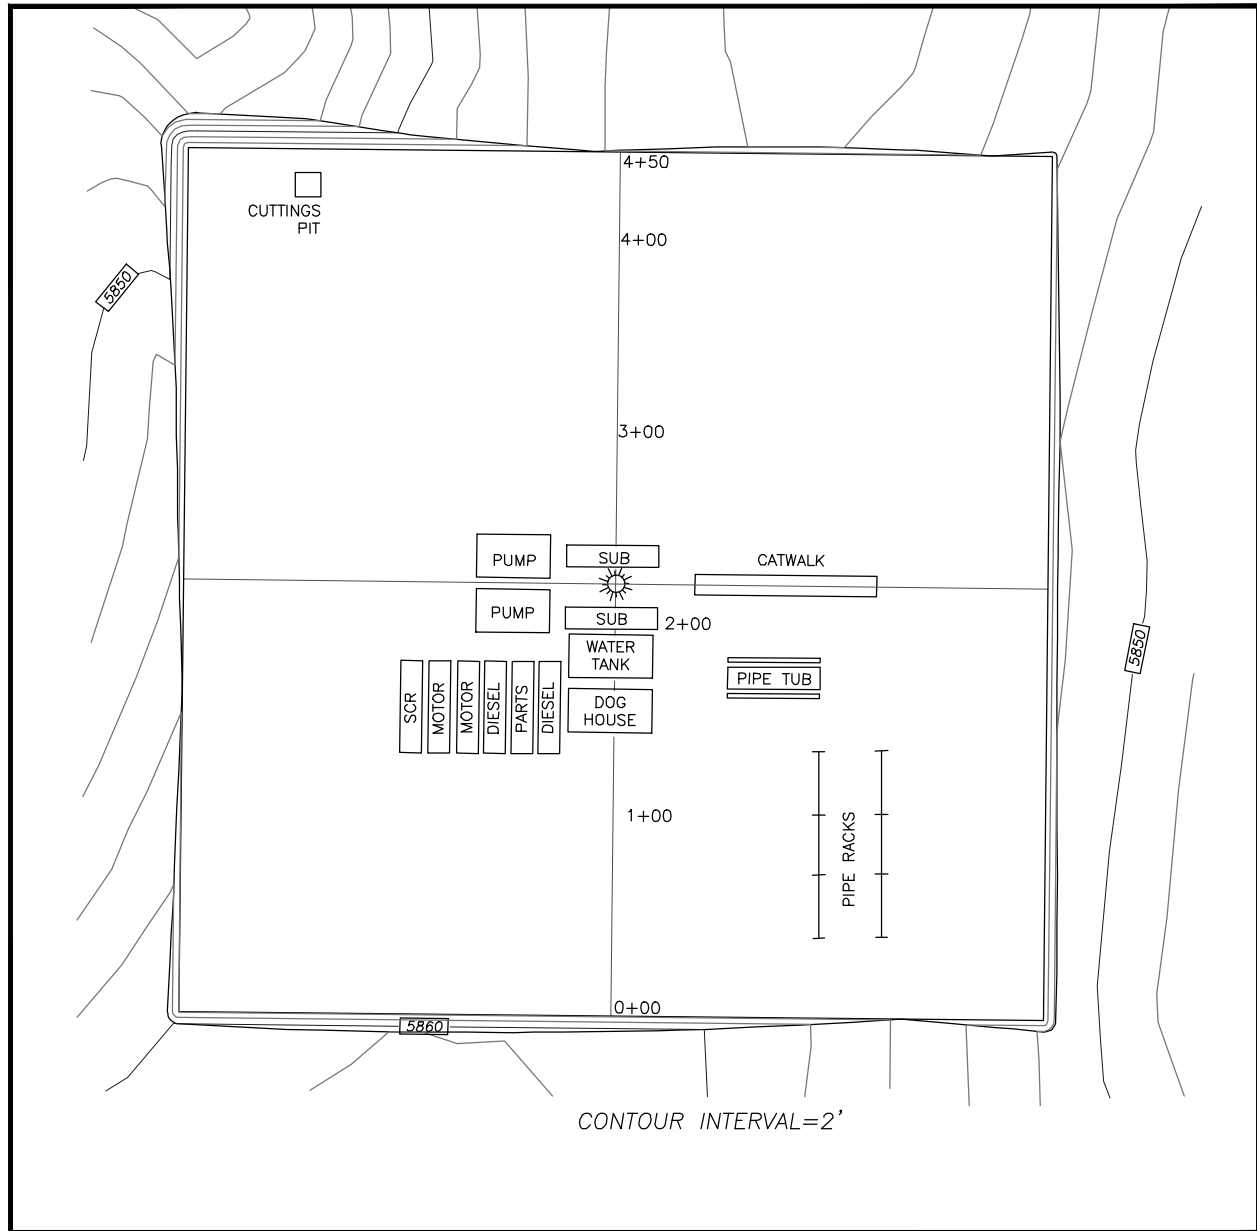 4+50
CUTTINGS
PIT
4+00
5850
3+00
PUMP
SUB
CATWALK
PUMP
SUB
2+00
WATER
TANK
5850
PIPE TUB
SCR
MOTOR
MOTOR
DIESEL
PARTS
DIESEL
DOG
HOUSE
1+00
PIPE RACKS
0+00
5860
CONTOUR INTERVAL=2'